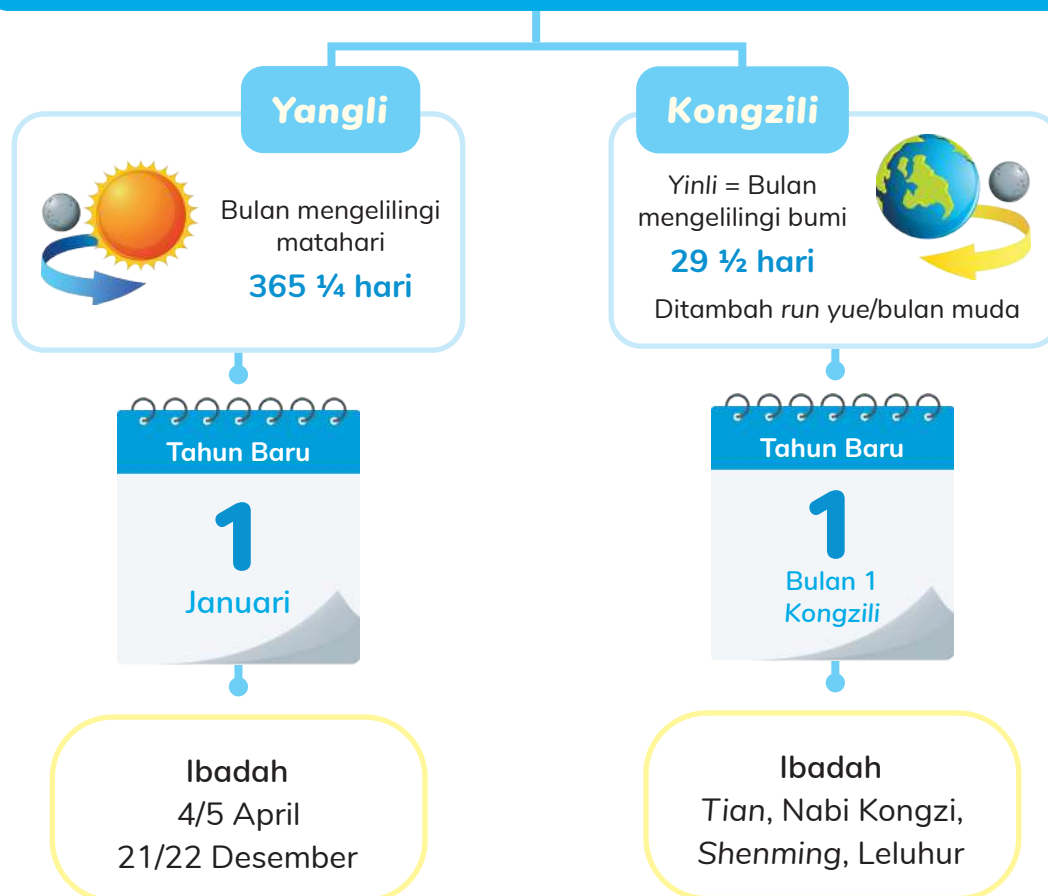 Yangli
Bulan mengelilingi
matahari
365 ¼ hari
Tahun Baru
1
Januari
Ibadah
4/5 April
21/22 Desember
Kongzili
Yinli = Bulan
mengelilingi bumi
29 ½ hari
Ditambah run yue/bulan muda
Tahun Baru
1
Bulan 1
Kongzili
Ibadah
Tian, Nabi Kongzi,
Shenming, Leluhur